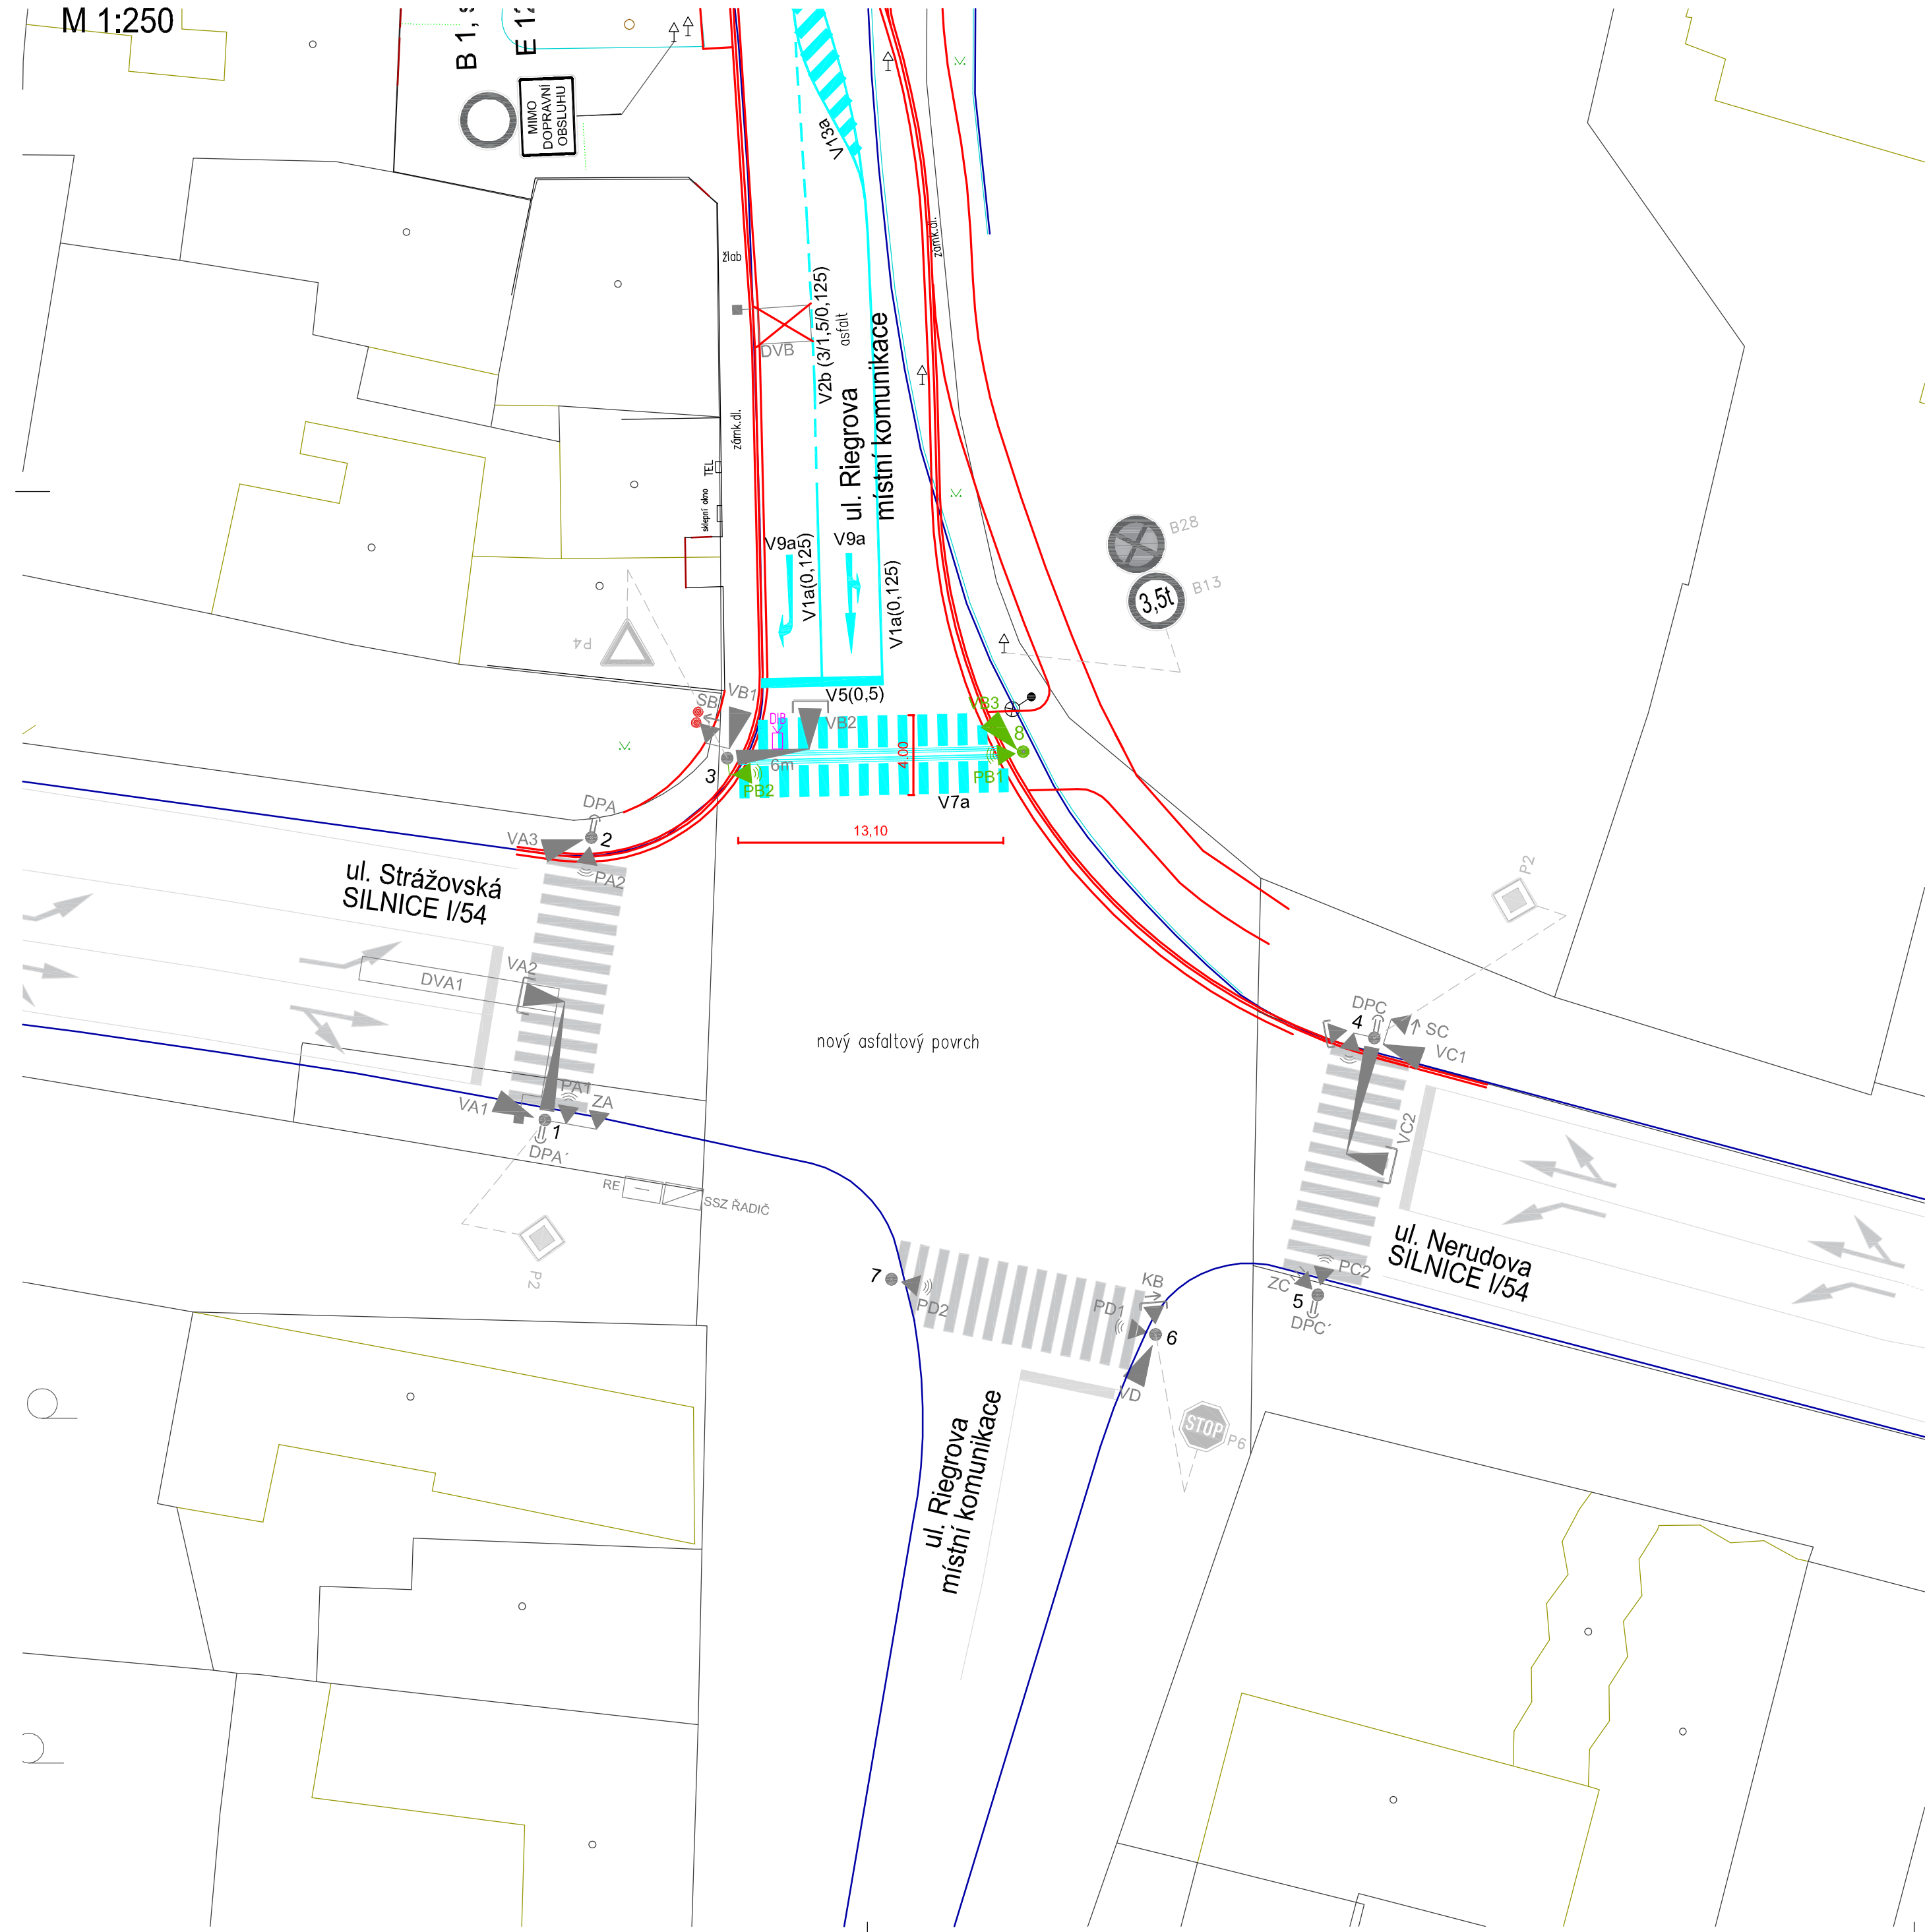 M 1:250
B 1,
E 12
MIMO
DOPRAVNÍ
OBSLUHU
V13a
žlab
zámk.dl.
V2b (3/1,5/0,125)
asfalt
DVB
ul. Riegrova
místní komunikace
zámk.dl.
TEL
sklepní okno
B28
3,5t
B13
V9a
V9a
V1a(0,125)
V1a(0,125)
P4
V5(0,5)
VB1
SB
DIB
VB2
VB3
8
4.00
3
6m
PB1
PB2
V7a
13,10
DPA
VA3
2
PA2
ul. Strážovská
SILNICE I/54
P2
VA2
DVA1
nový asfaltový povrch
DPC
4
SC
VC1
VA1
PA1
ZA
1
DPA´
VC2
RE
SSZ ŘADIČ
P2
ul. Nerudova
SILNICE I/54
7
PD2
KB
PD1
6
VD
ZC
PC2
5
DPC´
STOP
P6
ul. Riegrova
místní komunikace